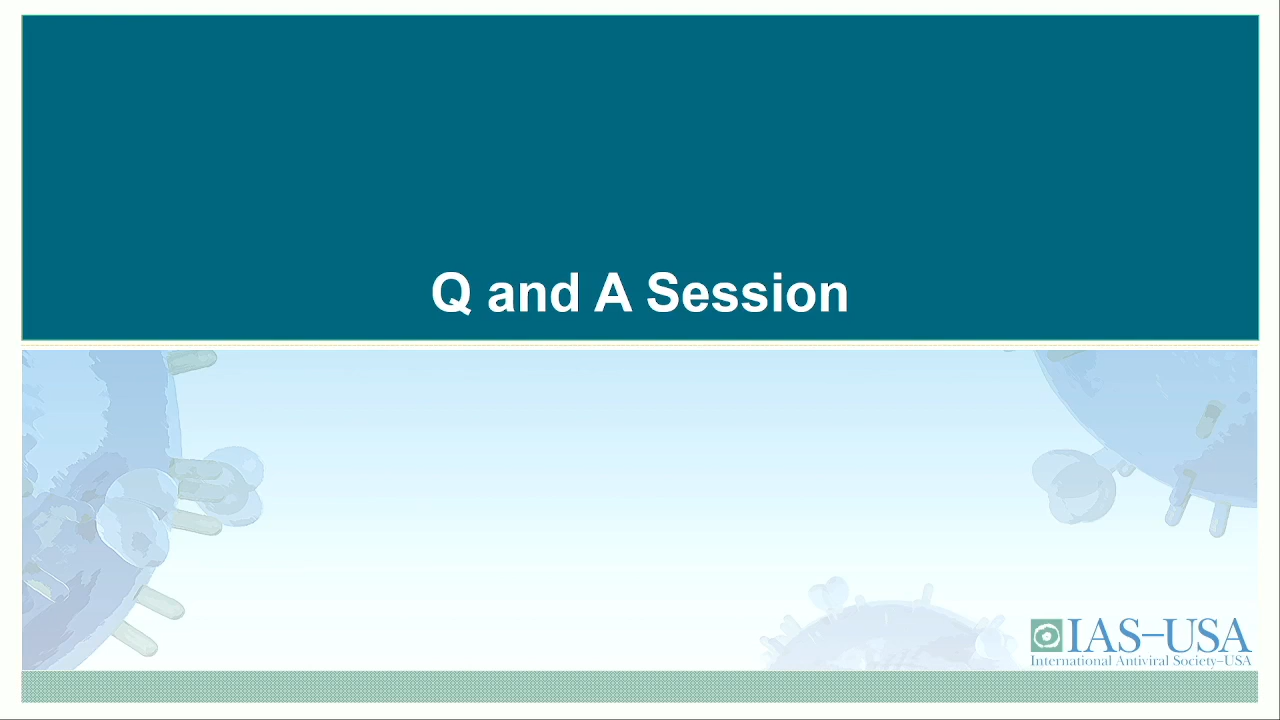 Q and A Session
IAS–USA
International Antiviral Society–USA